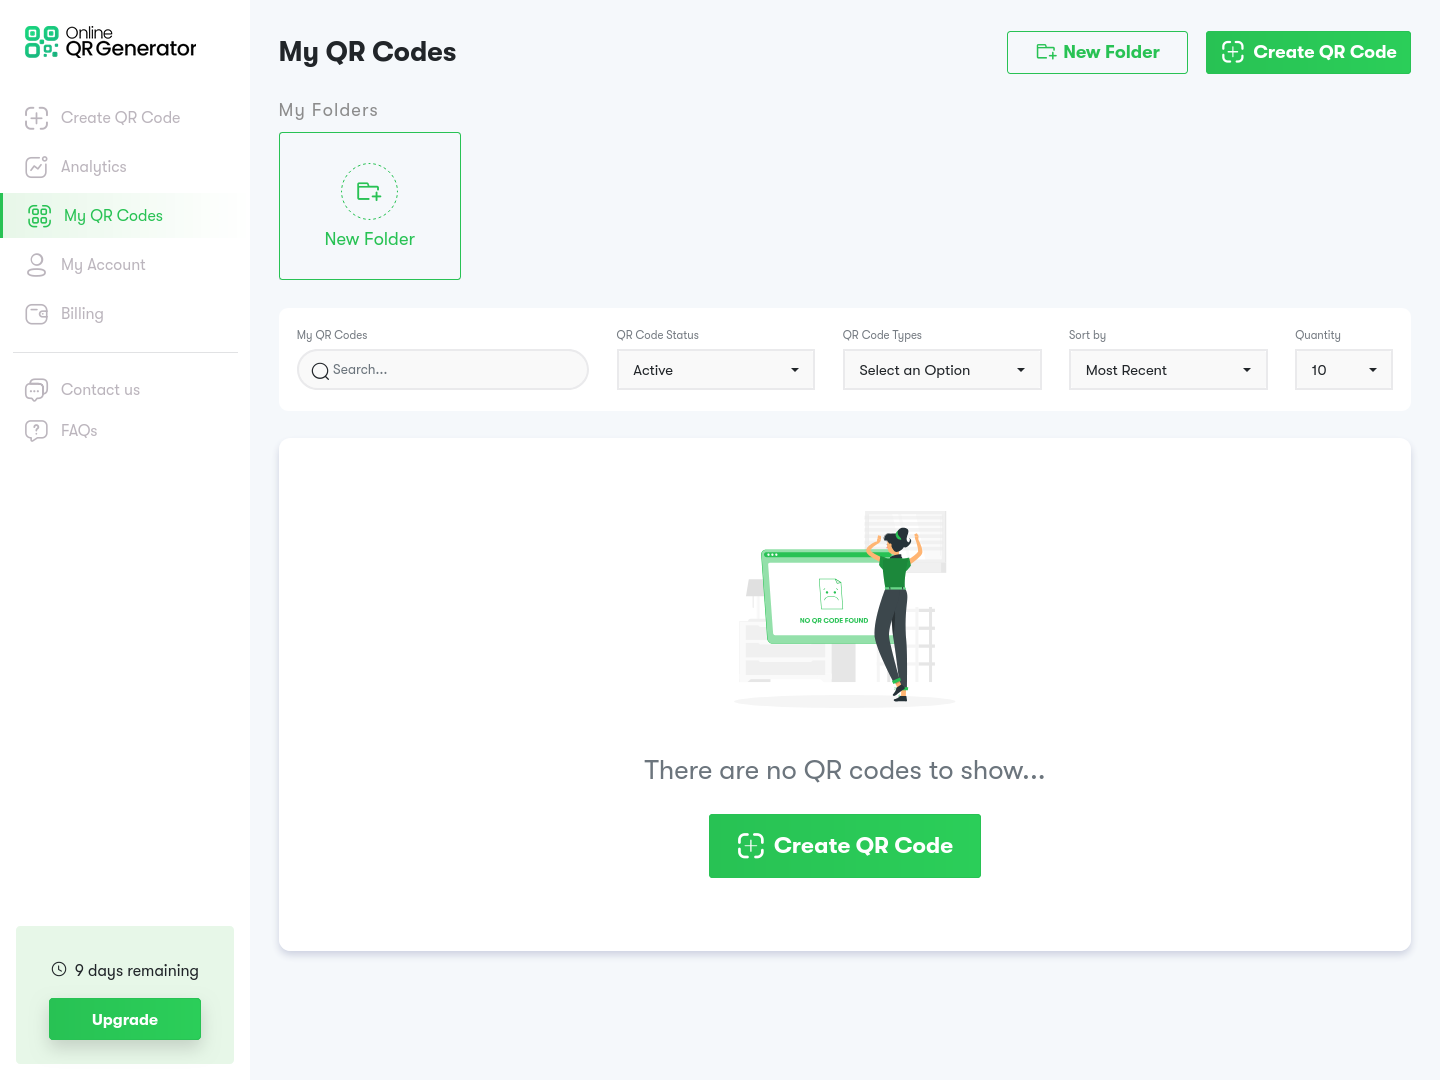 Online
QR Generator
Create QR Code
Analytics
My QR Codes
My Account
Billing
Contact us
FAQs
9 days remaining
Upgrade
My QR Codes
New Folder
Create QR Code
My Folders
New Folder
My QR Codes
Search...
QR Code Status
Active
QR Code Types
Select an Option
Sort by
Most Recent
Quantity
10
NO QR CODE FOUND
There are no QR codes to show...
Create QR Code